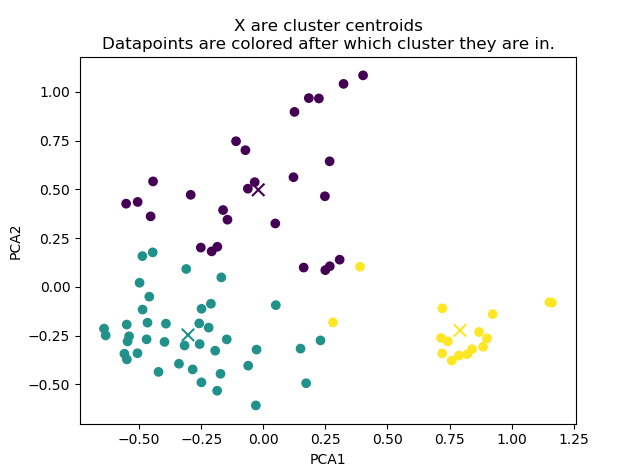 X are cluster centroids
Datapoints are colored after which cluster they are in.
1.00
0.75
0.50
0.25
0.00
−0.25
−0.50
PCA2
−0.50 −0.25 0.00 0.25 0.50 0.75 1.00 1.25
PCA1